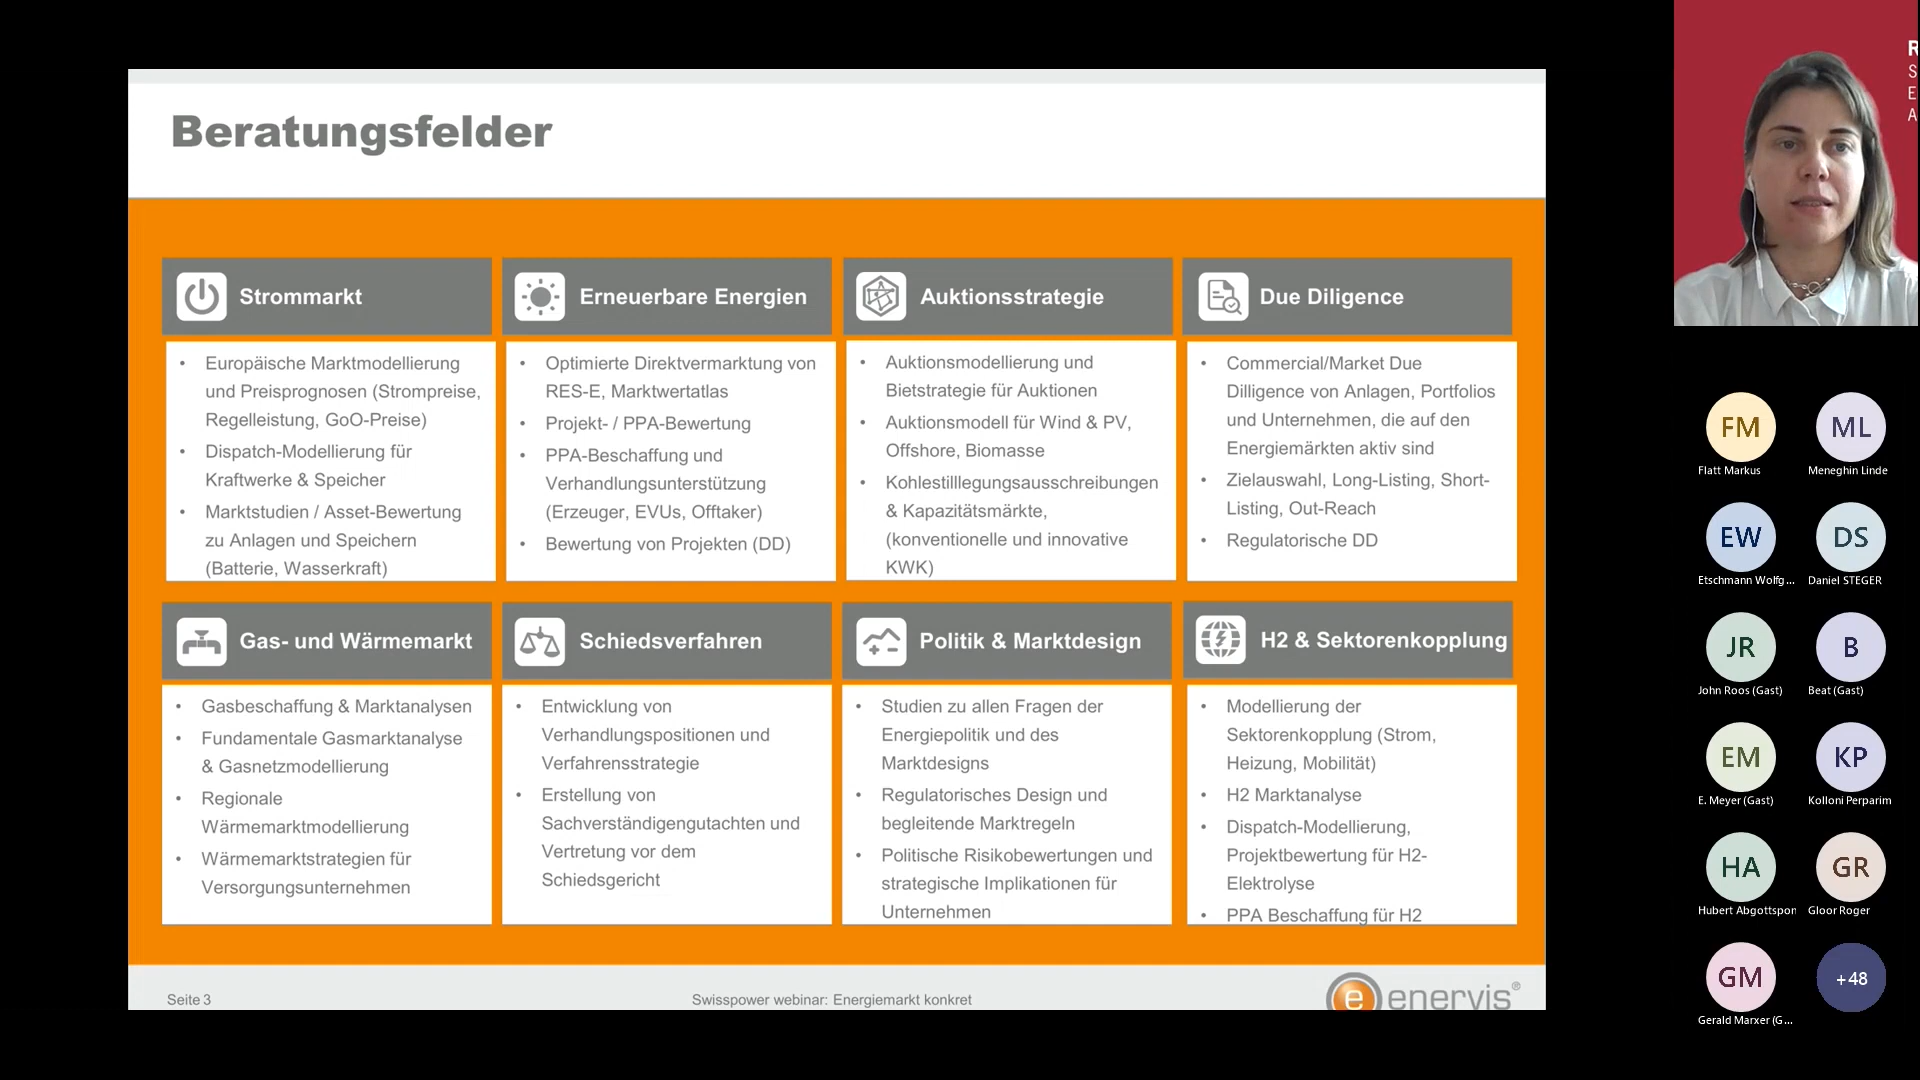 Beratungsfelder
Strommarkt
• Europäische Marktmodellierung
und Preisprognosen (Strompreise,
Regelleistung, GoO-Preise)
• Dispatch-Modellierung für
Kraftwerke & Speicher
• Marktstudien / Asset-Bewertung
zu Anlagen und Speichern
(Batterie, Wasserkraft)
Erneuerbare Energien
• Optimierte Direktvermarktung von
RES-E, Marktwertatlas
• Projekt- / PPA-Bewertung
• PPA-Beschaffung und
Verhandlungsunterstützung
(Erzeuger, EVUs, Offtaker)
• Bewertung von Projekten (DD)
Auktionsstrategie
• Auktionsmodellierung und
Bietstrategie für Auktionen
• Auktionsmodell für Wind & PV,
Offshore, Biomasse
• Kohlestilllegungsausschreibungen
& Kapazitätsmärkte,
(konventionelle und innovative
KWK)
Due Diligence
• Commercial/Market Due
Dilligence von Anlagen, Portfolios
und Unternehmen, die auf den
Energiemärkten aktiv sind
• Zielauswahl, Long-Listing, Short-
Listing, Out-Reach
• Regulatorische DD
Gas- und Wärmemarkt
• Gasbeschaffung & Marktanalysen
• Fundamentale Gasmarktanalyse
& Gasnetzmodellierung
• Regionale
Wärmemarktmodellierung
• Wärmemarktstrategien für
Versorgungsunternehmen
Schiedsverfahren
• Entwicklung von
Verhandlungspositionen und
Verfahrensstrategie
• Erstellung von
Sachverständigengutachten und
Vertretung vor dem
Schiedsgericht
Politik & Marktdesign
• Studien zu allen Fragen der
Energiepolitik und des
Marktdesigns
• Regulatorisches Design und
begleitende Marktregeln
• Politische Risikobewertungen und
strategische Implikationen für
Unternehmen
H2 & Sektorenkopplung
• Modellierung der
Sektorenkopplung (Strom,
Heizung, Mobilität)
• H2 Marktanalyse
• Dispatch-Modellierung,
Projektbewertung für H2-
Elektrolyse
• PPA Beschaffung für H2
Seite 3
Swisspower webinar: Energiemarkt konkret
e enervis®
R
S
E
A
FM
Flatt Markus
ML
Meneghin Linde
EW
Etschmann Wolfg...
DS
Daniel STEGER
JR
John Roos (Gast)
B
Beat (Gast)
EM
E. Meyer (Gast)
KP
Kolloni Perparim
HA
Hubert Abgottspon
GR
Gloor Roger
GM
Gerald Marxer (G...
+48